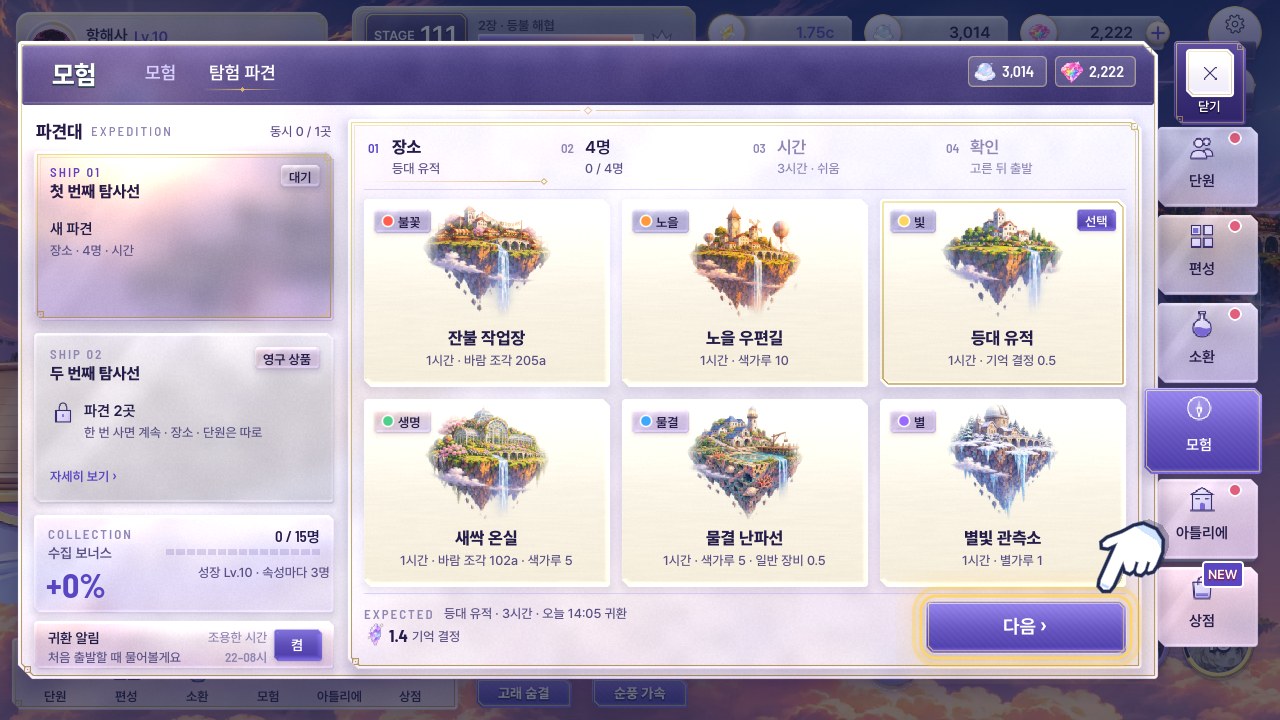 항해사 Lv.10
STAGE 111
2장 · 등불 해협
1.75c
3,014
2,222
모험
모험
탐험 파견
3,014
2,222
닫기
파견대 EXPEDITION
동시 0 / 1곳
SHIP 01
첫 번째 탐사선
대기
새 파견
장소 · 4명 · 시간
SHIP 02
두 번째 탐사선
영구 상품
파견 2곳
한 번 사면 계속 · 장소 · 단원은 따로
자세히 보기 ›
COLLECTION
수집 보너스
+0%
0 / 15명
성장 Lv.10 · 속성마다 3명
귀환 알림
처음 출발할 때 물어볼게요
조용한 시간
22-08시
켬
01 장소
등대 유적
02 4명
0 / 4명
03 시간
3시간 · 쉬움
04 확인
고른 뒤 출발
불꽃
잔불 작업장
1시간 · 바람 조각 205a
노을
노을 우편길
1시간 · 색가루 10
빛
선택
등대 유적
1시간 · 기억 결정 0.5
생명
새싹 온실
1시간 · 바람 조각 102a · 색가루 5
물결
물결 난파선
1시간 · 색가루 5 · 일반 장비 0.5
별
별빛 관측소
1시간 · 별가루 1
EXPECTED 등대 유적 · 3시간 · 오늘 14:05 귀환
1.4 기억 결정
다음 ›
단원
편성
소환
모험
아틀리에
NEW
상점
단원
편성
소환
모험
아틀리에
상점
고래 숨결
순풍 가속